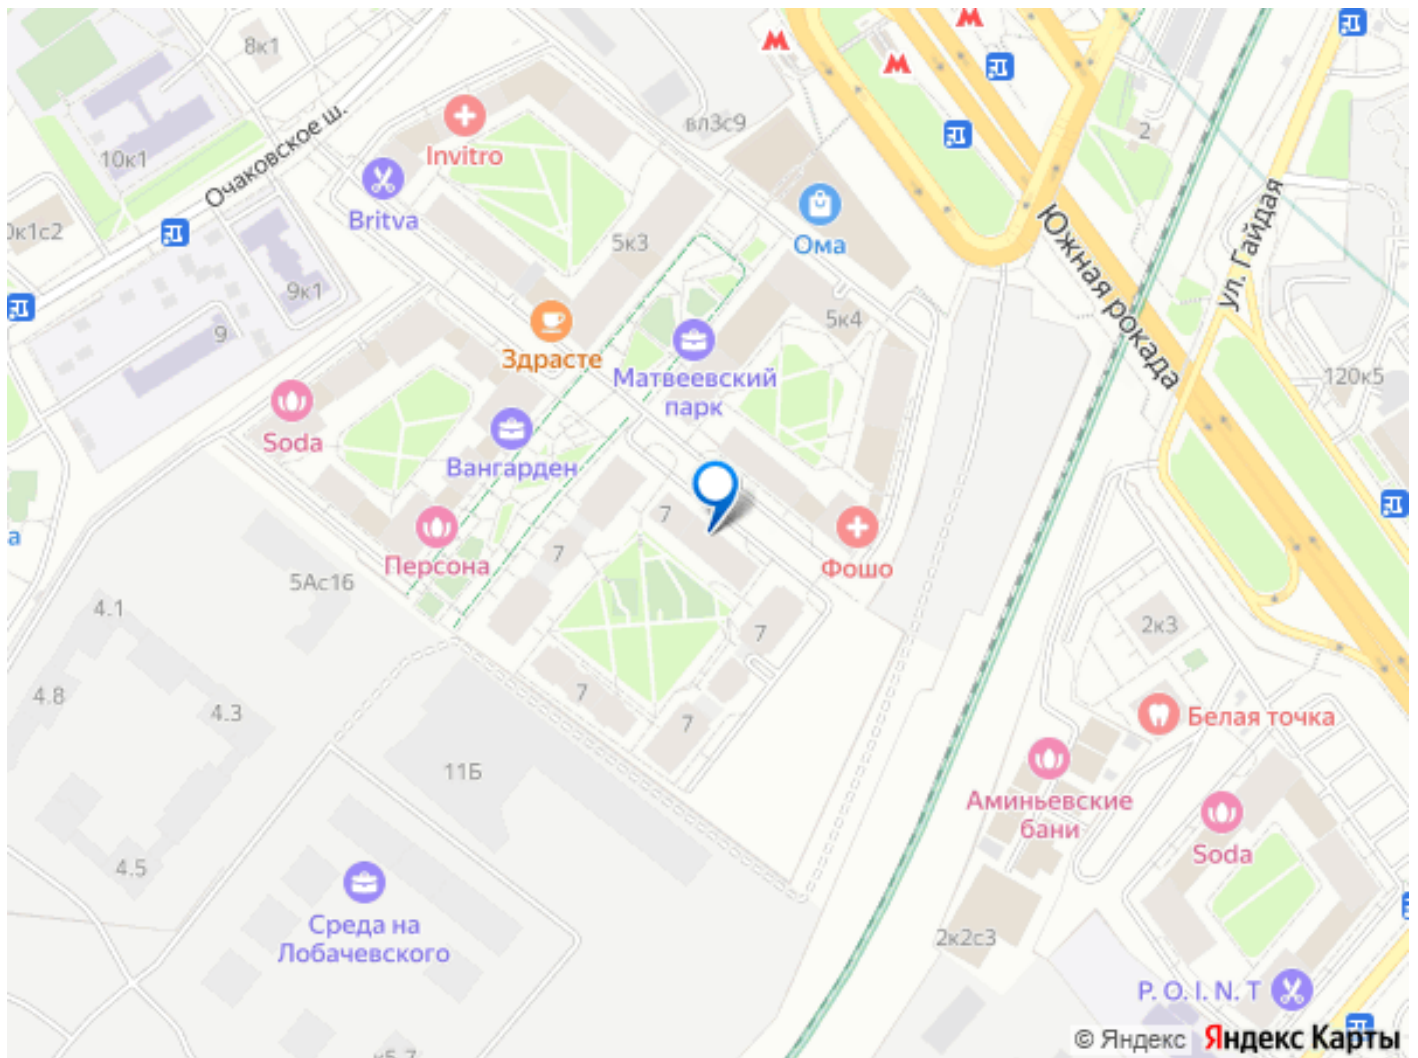 8к1
10к1
Очаковское ш.
Invitro
Britva
вл3с9
2
Ома
Южная рокада
ул. Гайдая
5к3
9к1
9
5к4
120к5
Здрасте
Матвеевский
парк
Soda
Вангарден
Персона
7
7
Фошо
5Ас16
4.1
4.8
4.3
4.5
7
7
7
2к3
Белая точка
11Б
Аминьевские
бани
Soda
Среда на
Лобачевского
2к2с3
P. O. I. N. T
© Яндекс Яндекс Карты